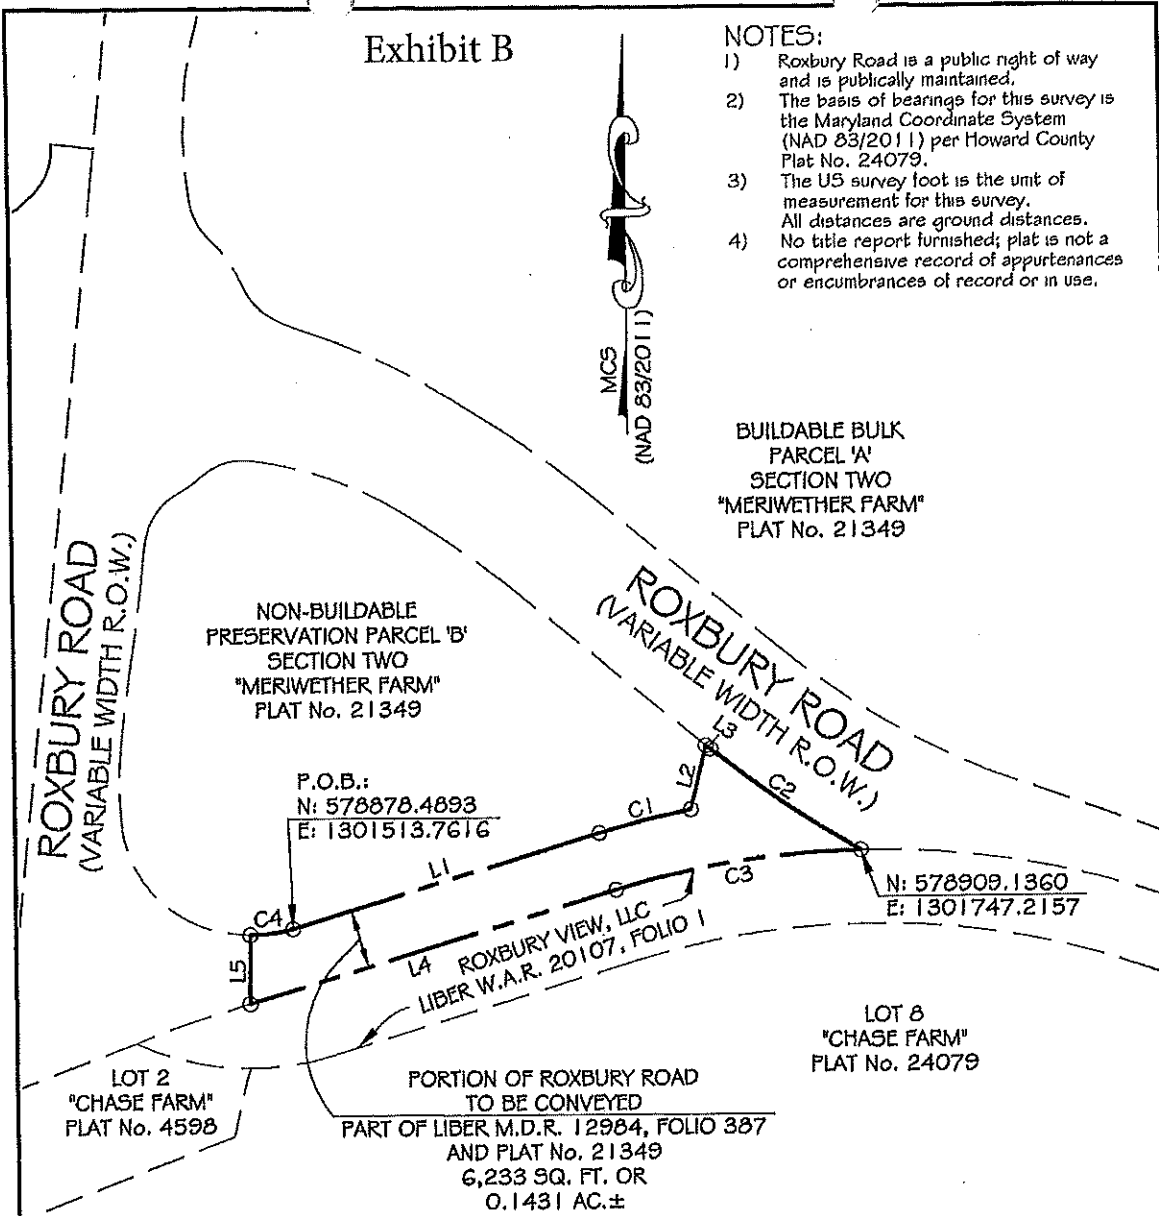 Exhibit B
NOTES:
1) Roxbury Road is a public right of way
and is publically maintained.
2) The basis of bearings for this survey is
the Maryland Coordinate System
(NAD 83/2011) per Howard County
Plat No. 24079.
3) The US survey foot is the unit of
measurement for this survey.
All distances are ground distances.
4) No title report furnished; plat is not a
comprehensive record of appurtenances
or encumbrances of record or in use.
MCS
(NAD 83/2011)
BUILDABLE BULK
PARCEL 'A'
SECTION TWO
"MERIWETHER FARM"
PLAT No. 21349
ROXBURY ROAD
(VARIABLE WIDTH R.O.W.)
NON-BUILDABLE
PRESERVATION PARCEL 'B'
SECTION TWO
"MERIWETHER FARM"
PLAT No. 21349
ROXBURY ROAD
(VARIABLE WIDTH R.O.W.)
L3
L2
C2
P.O.B.:
N: 578878.4893
E: 1301513.7616
C1
L1
C3
N: 578909.1360
E: 1301747.2157
C4
L5
L4
ROXBURY VIEW, LLC
LIBER W.A.R. 20107, FOLIO 1
LOT 8
"CHASE FARM"
PLAT No. 24079
LOT 2
"CHASE FARM"
PLAT No. 4598
PORTION OF ROXBURY ROAD
TO BE CONVEYED
PART OF LIBER M.D.R. 12984, FOLIO 387
AND PLAT No. 21349
6,233 SQ. FT. OR
0.1431 AC.±